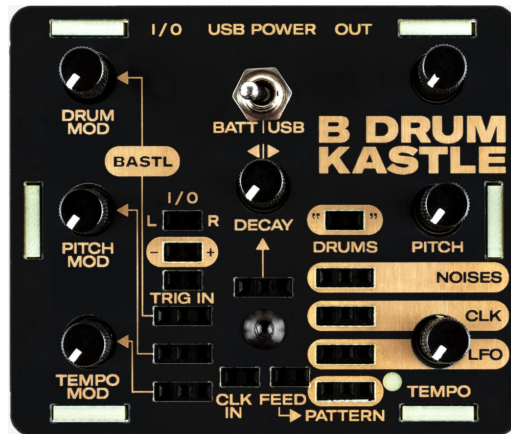 I/O USB POWER OUT
DRUM
MOD
BATT USB
B DRUM
KASTLE
BASTL
I/O
L R
DECAY
" "
DRUMS
PITCH
PITCH
MOD
- +
NOISES
TRIG IN
CLK
LFO
TEMPO
MOD
CLK
IN
FEED
PATTERN
TEMPO